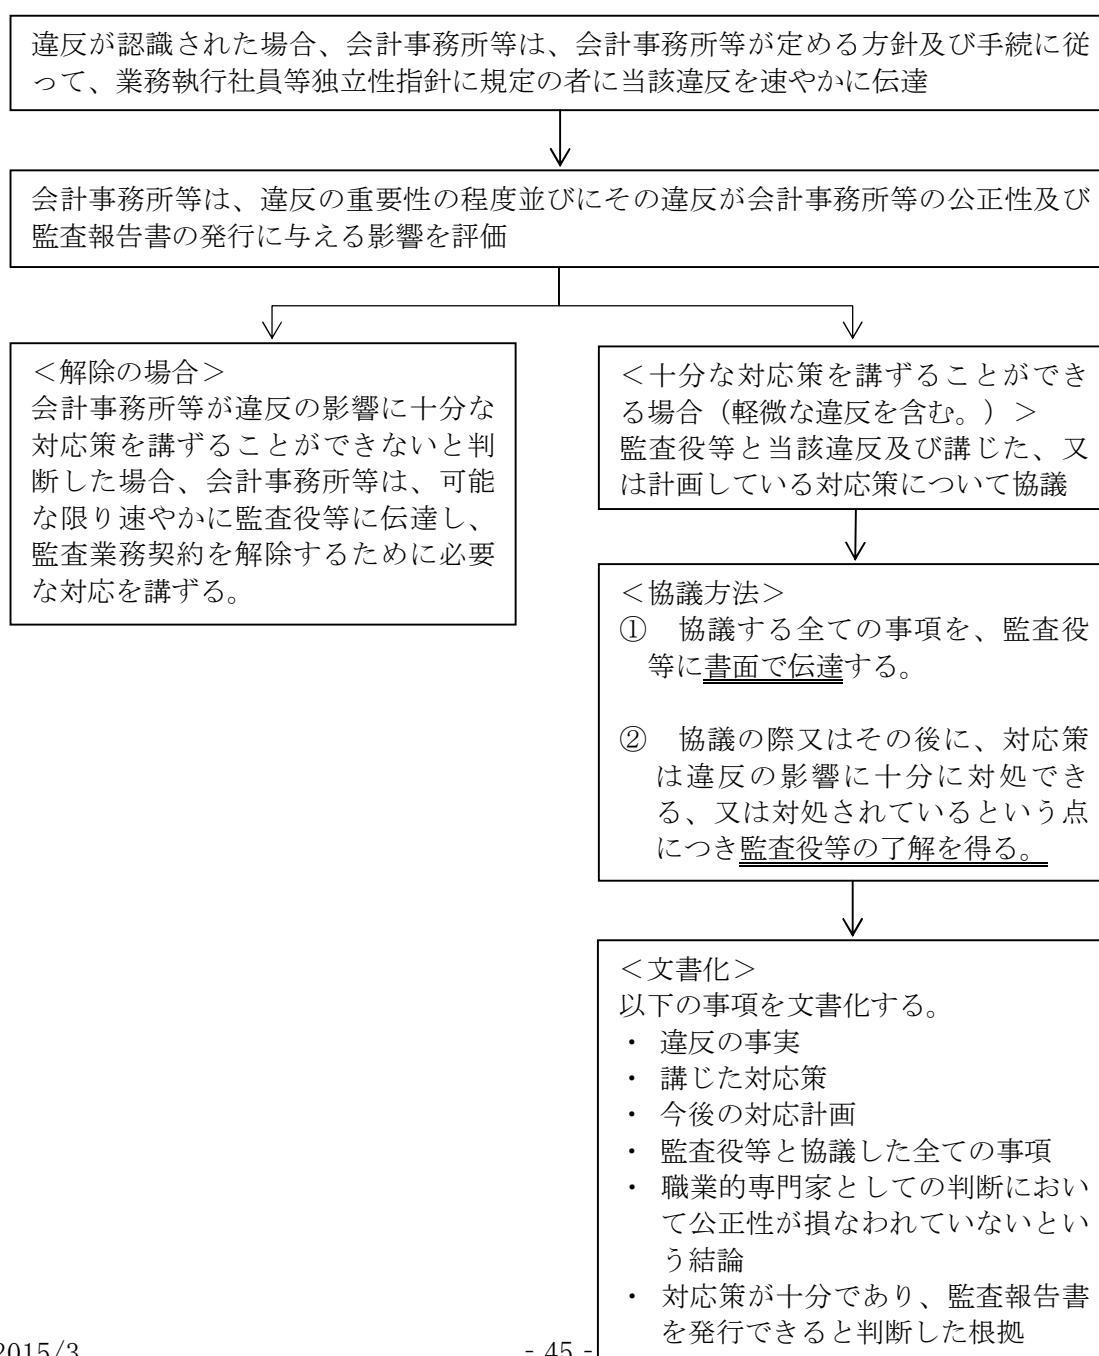 違反が認識された場合、会計事務所等は、会計事務所等が定める方針及び手続に従
って、業務執行社員等独立性指針に規定の者に当該違反を速やかに伝達
会計事務所等は、違反の重要性の程度並びにその違反が会計事務所等の公正性及び
監査報告書の発行に与える影響を評価
＜解除の場合＞
会計事務所等が違反の影響に十分な
対応策を講ずることができないと判
断した場合、会計事務所等は、可能
な限り速やかに監査役等に伝達し、
監査業務契約を解除するために必要
な対応を講ずる。
＜十分な対応策を講ずることができ
る場合（軽微な違反を含む。）＞
監査役等と当該違反及び講じた、又
は計画している対応策について協議
＜協議方法＞
①　協議する全ての事項を、監査役
等に書面で伝達する。
②　協議の際又はその後に、対応策
は違反の影響に十分に対処でき
る、又は対処されているという点
につき監査役等の了解を得る。
＜文書化＞
以下の事項を文書化する。
・ 違反の事実
・ 講じた対応策
・ 今後の対応計画
・ 監査役等と協議した全ての事項
・ 職業的専門家としての判断におい
て公正性が損なわれていないとい
う結論
・ 対応策が十分であり、監査報告書
を発行できると判断した根拠
2015/3
- 45 -